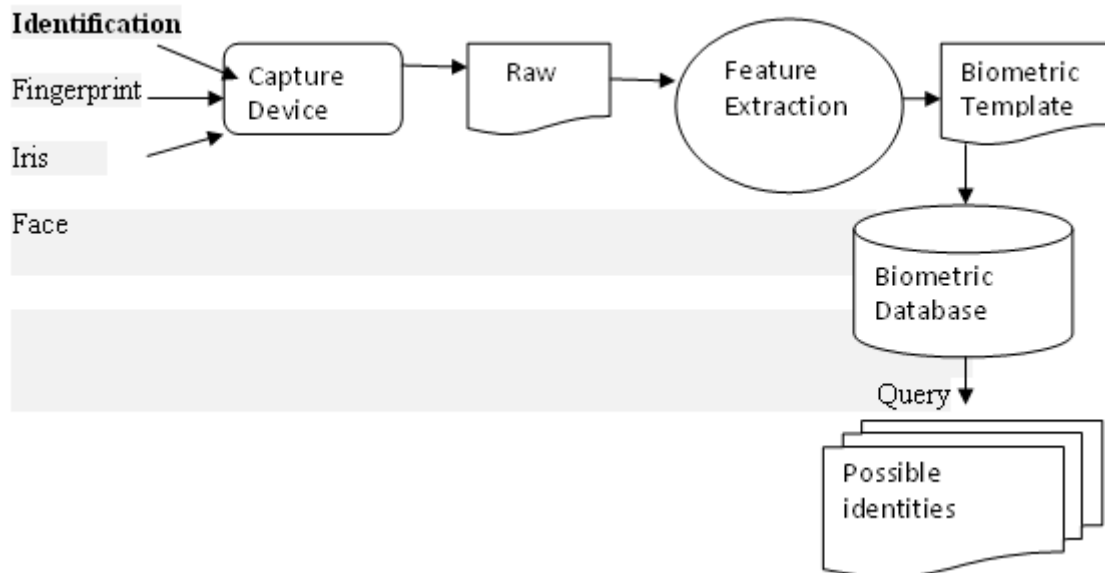 Identification
Fingerprint
Iris
Face
Capture
Device
Raw
Feature
Extraction
Biometric
Template
Biometric
Database
Query
Possible
identities